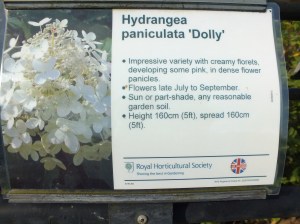 Hydrangea
paniculata 'Dolly'
• Impressive variety with creamy florets,
developing some pink, in dense flower
panicles.
• Flowers late July to September.
• Sun or part-shade, any reasonable
garden soil.
• Height 160cm (5ft), spread 160cm
(5ft).
Royal Horticultural Society